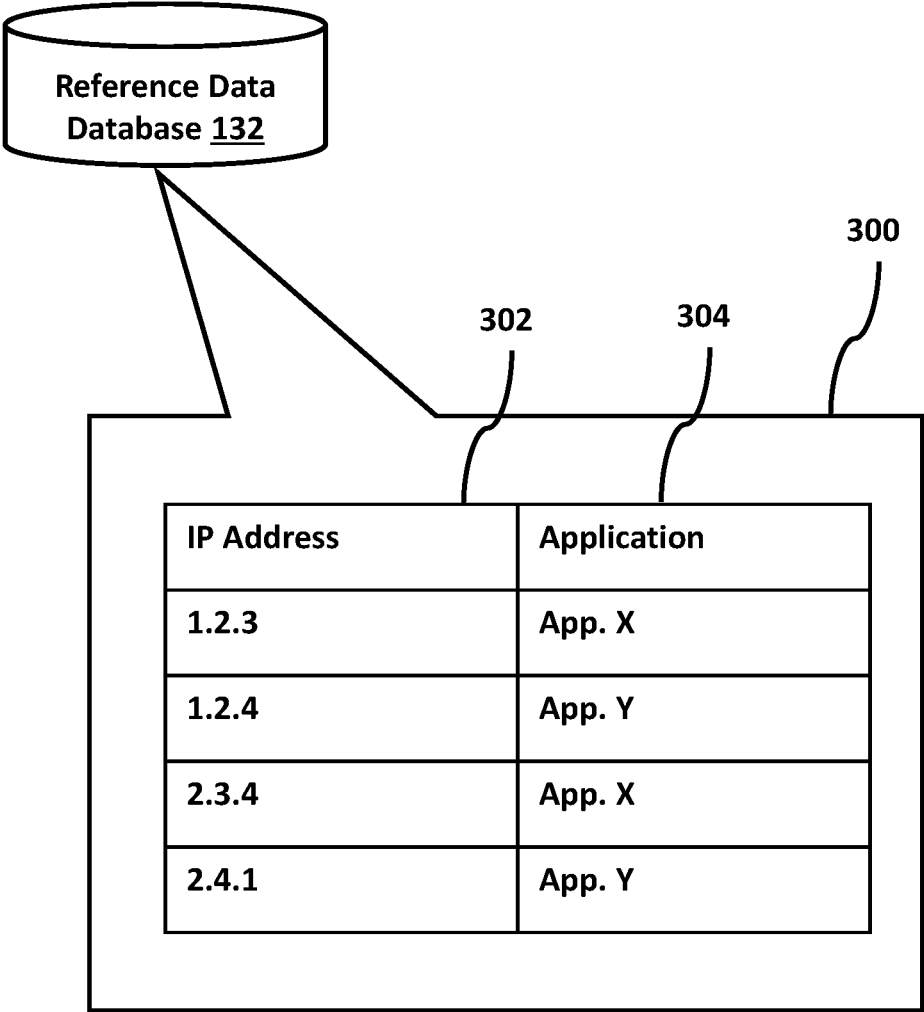 Reference Data
Database 132
300
302
304
IP Address
Application
1.2.3
App. X
1.2.4
App. Y
2.3.4
App. X
2.4.1
App. Y